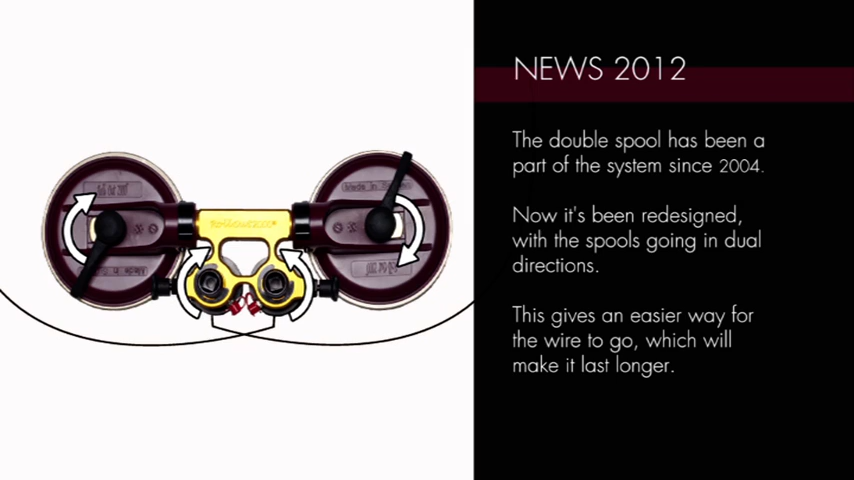 NEWS 2012
The double spool has been a
part of the system since 2004.
Now it's been redesigned,
with the spools going in dual
directions.
This gives an easier way for
the wire to go, which will
make it last longer.